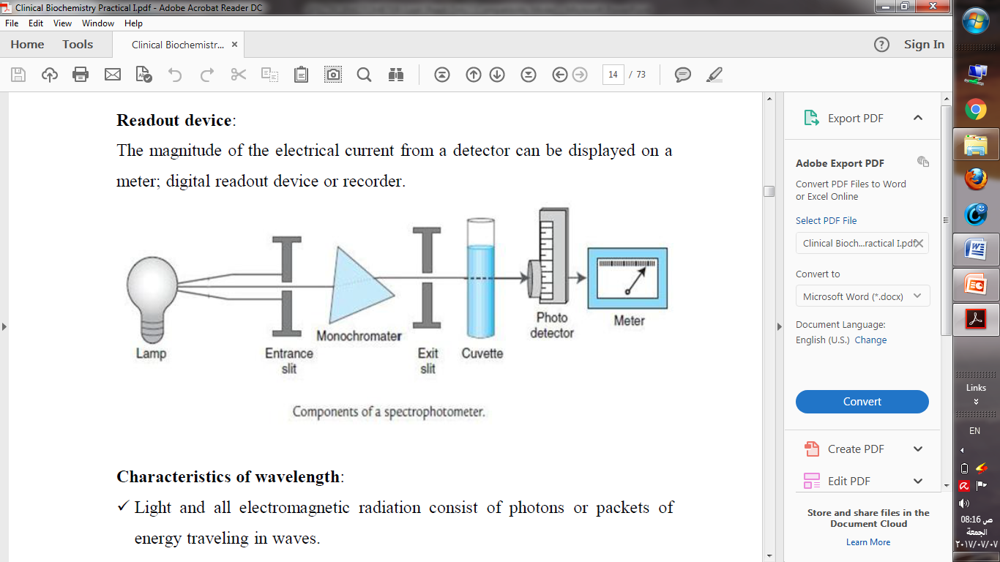 Clinical Biochemistry Practical I.pdf - Adobe Acrobat Reader DC
File Edit View Window Help
Home Tools Clinical Biochemistr... × Sign In
14 / 73
Readout device:
The magnitude of the electrical current from a detector can be displayed on a
meter; digital readout device or recorder.
Lamp
Entrance
slit
Monochromater
Exit
slit
Cuvette
Photo
detector
Meter
Components of a spectrophotometer.
Characteristics of wavelength:
✓ Light and all electromagnetic radiation consist of photons or packets of
energy traveling in waves.
Export PDF
Adobe Export PDF
Convert PDF Files to Word
or Excel Online
Select PDF File
Clinical Bioch...ractical I.pdf
Convert to
Microsoft Word (*.docx)
Document Language:
English (U.S.) Change
Convert
Create PDF
Edit PDF
Store and share files in the
Document Cloud
Learn More
Links
EN
08:16 ص
الجمعة
٢٠١٧/٠٧/٠٧